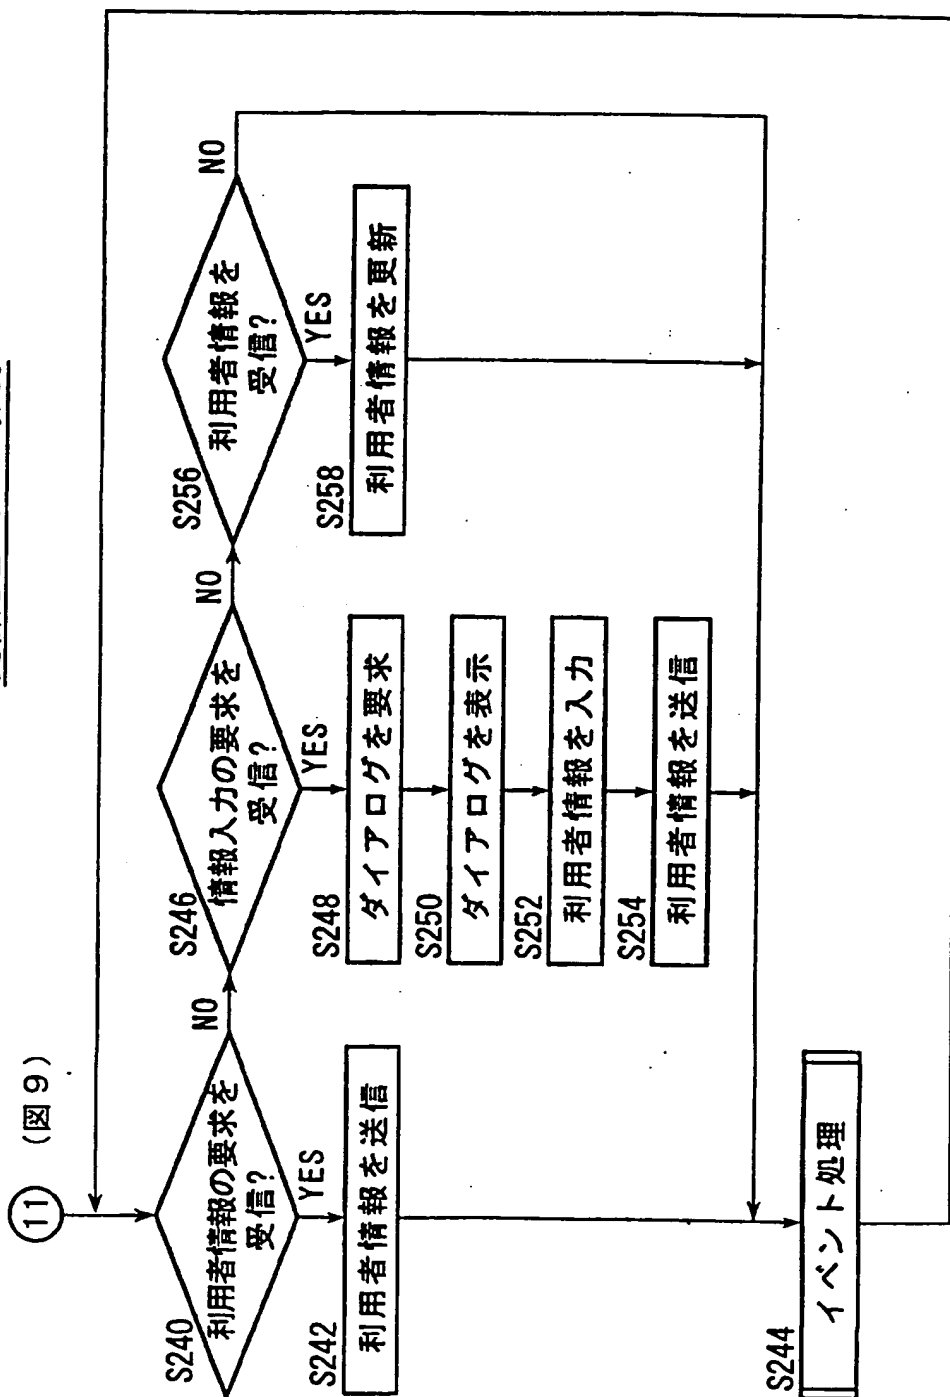 11
(図9)
S240
利用者情報の要求を
受信?
NO
YES
S242
利用者情報を送信
S246
情報入力の要求を
受信?
NO
YES
S248
ダイアログを要求
S250
ダイアログを表示
S252
利用者情報を入力
S254
利用者情報を送信
S256
利用者情報を
受信?
NO
YES
S258
利用者情報を更新
S244
イベント処理